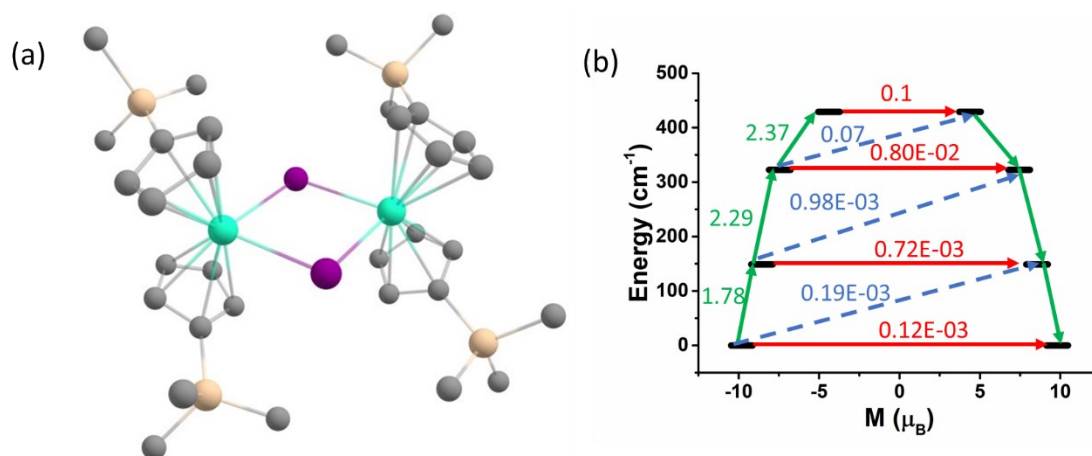 (a)
(b)
500
400
300
200
100
0
Energy (cm⁻¹)
0.1
2.37
0.07
0.80E-02
2.29
0.98E-03
0.72E-03
1.78
0.19E-03
0.12E-03
-10 -5 0 5 10
M (μB)